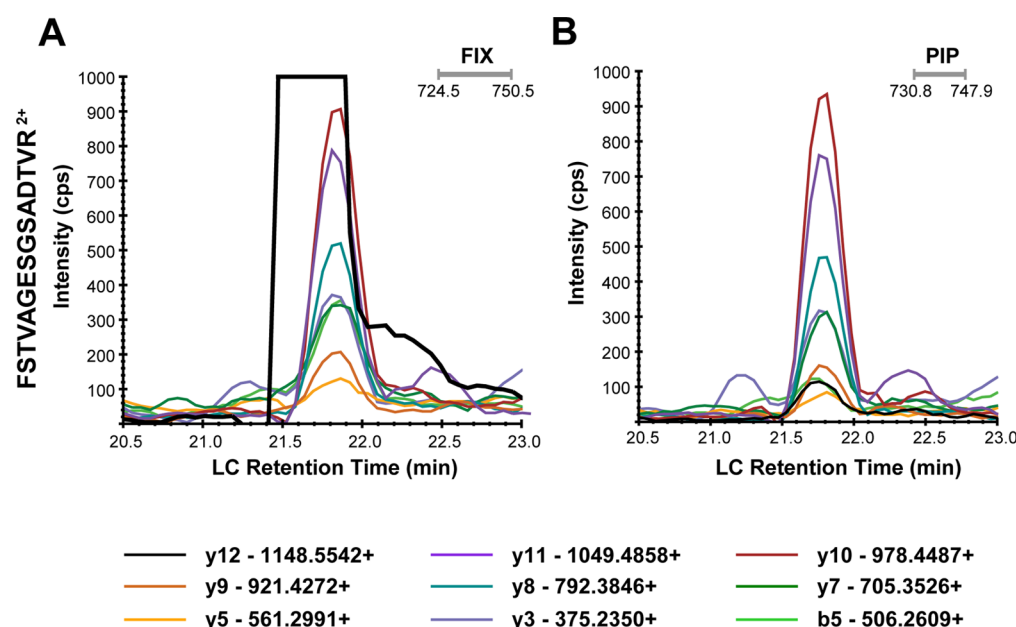 A
B
FIX
724.5 750.5
PIP
730.8 747.9
FSTVAGESGSADTVR 2+
Intensity (cps)
1000
900
800
700
600
500
400
300
200
100
20.5 21.0 21.5 22.0 22.5 23.0
LC Retention Time (min)
Intensity (cps)
1000
900
800
700
600
500
400
300
200
100
20.5 21.0 21.5 22.0 22.5 23.0
LC Retention Time (min)
y12 - 1148.5542+ y11 - 1049.4858+ y10 - 978.4487+
y9 - 921.4272+ y8 - 792.3846+ y7 - 705.3526+
y5 - 561.2991+ y3 - 375.2350+ b5 - 506.2609+